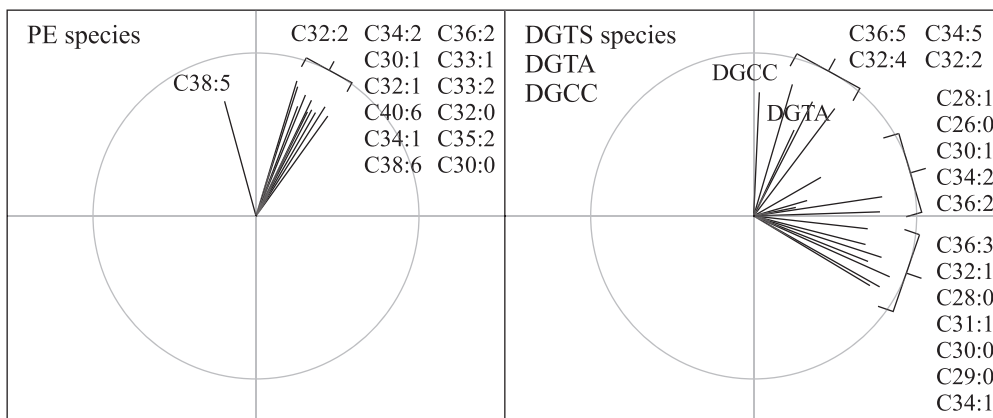 PE species
C38:5
C32:2 C34:2 C36:2
C30:1 C33:1
C32:1 C33:2
C40:6 C32:0
C34:1 C35:2
C38:6 C30:0
DGTS species
DGTA
DGCC
DGCC
DGTA
C36:5 C34:5
C32:4 C32:2
C28:1
C26:0
C30:1
C34:2
C36:2
C36:3
C32:1
C28:0
C31:1
C30:0
C29:0
C34:1